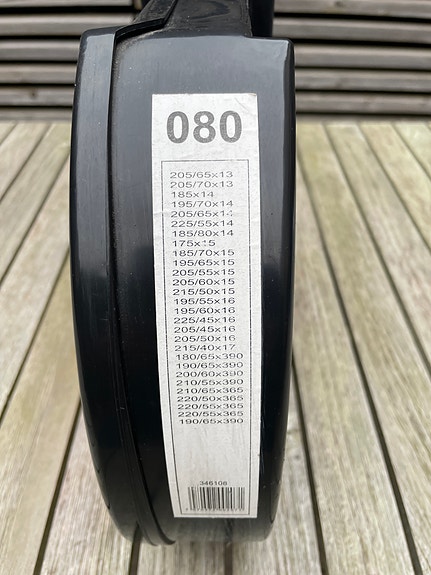 080
205/65x13
205/70x13
185x14
195/70x14
205/65x14
225/55x14
185/80x14
175x15
185/70x15
195/65x15
205/55x15
205/60x15
215/50x15
195/55x16
195/60x16
225/45x16
205/45x16
205/50x16
215/40x17
180/65x390
190/65x390
200/60x390
210/55x390
210/65x365
220/50x365
220/55x365
220/55x365
190/65x390
346108